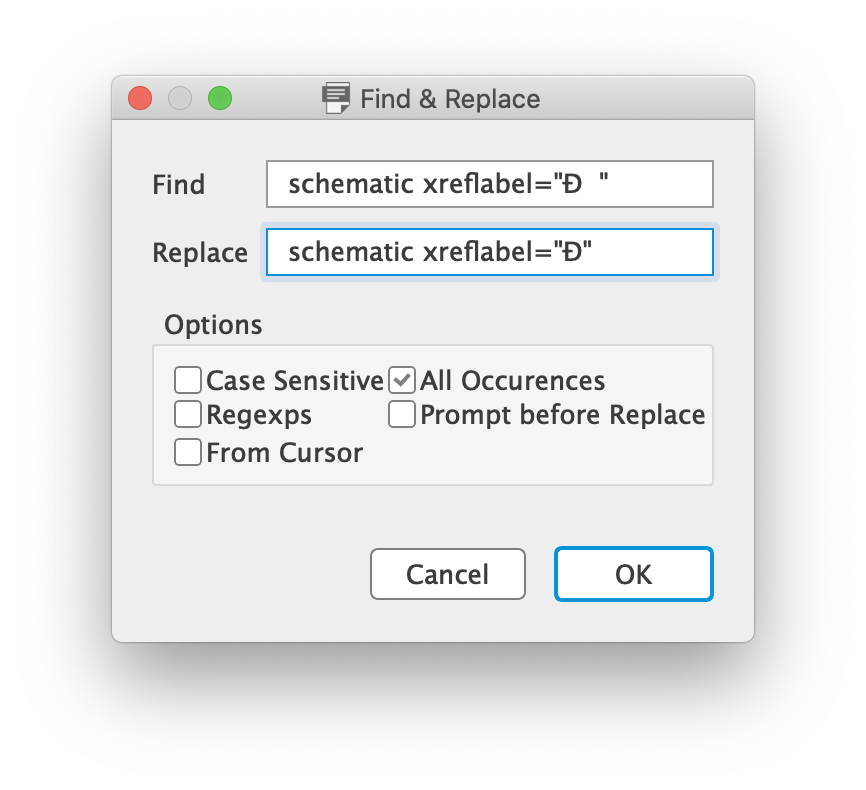 Find & Replace
Find schematic xreflabel="Đ  "
Replace schematic xreflabel="Đ"
Options
Case Sensitive All Occurences
Regexps Prompt before Replace
From Cursor
Cancel OK